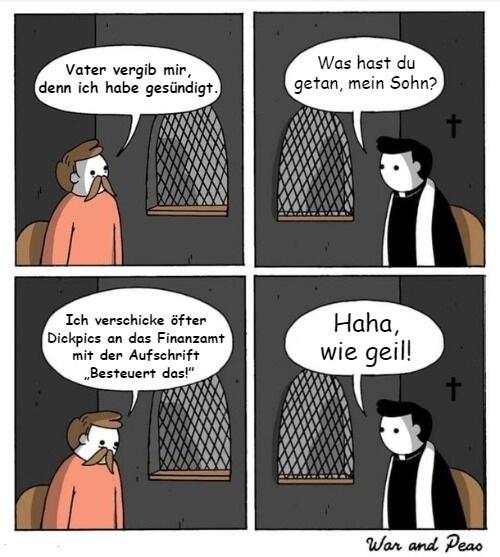 Vater vergib mir,
denn ich habe gesündigt.
Was hast du
getan, mein Sohn?
Ich verschicke öfter
Dickpics an das Finanzamt
mit der Aufschrift
„Besteuert das!”
Haha,
wie geil!
War and Peas